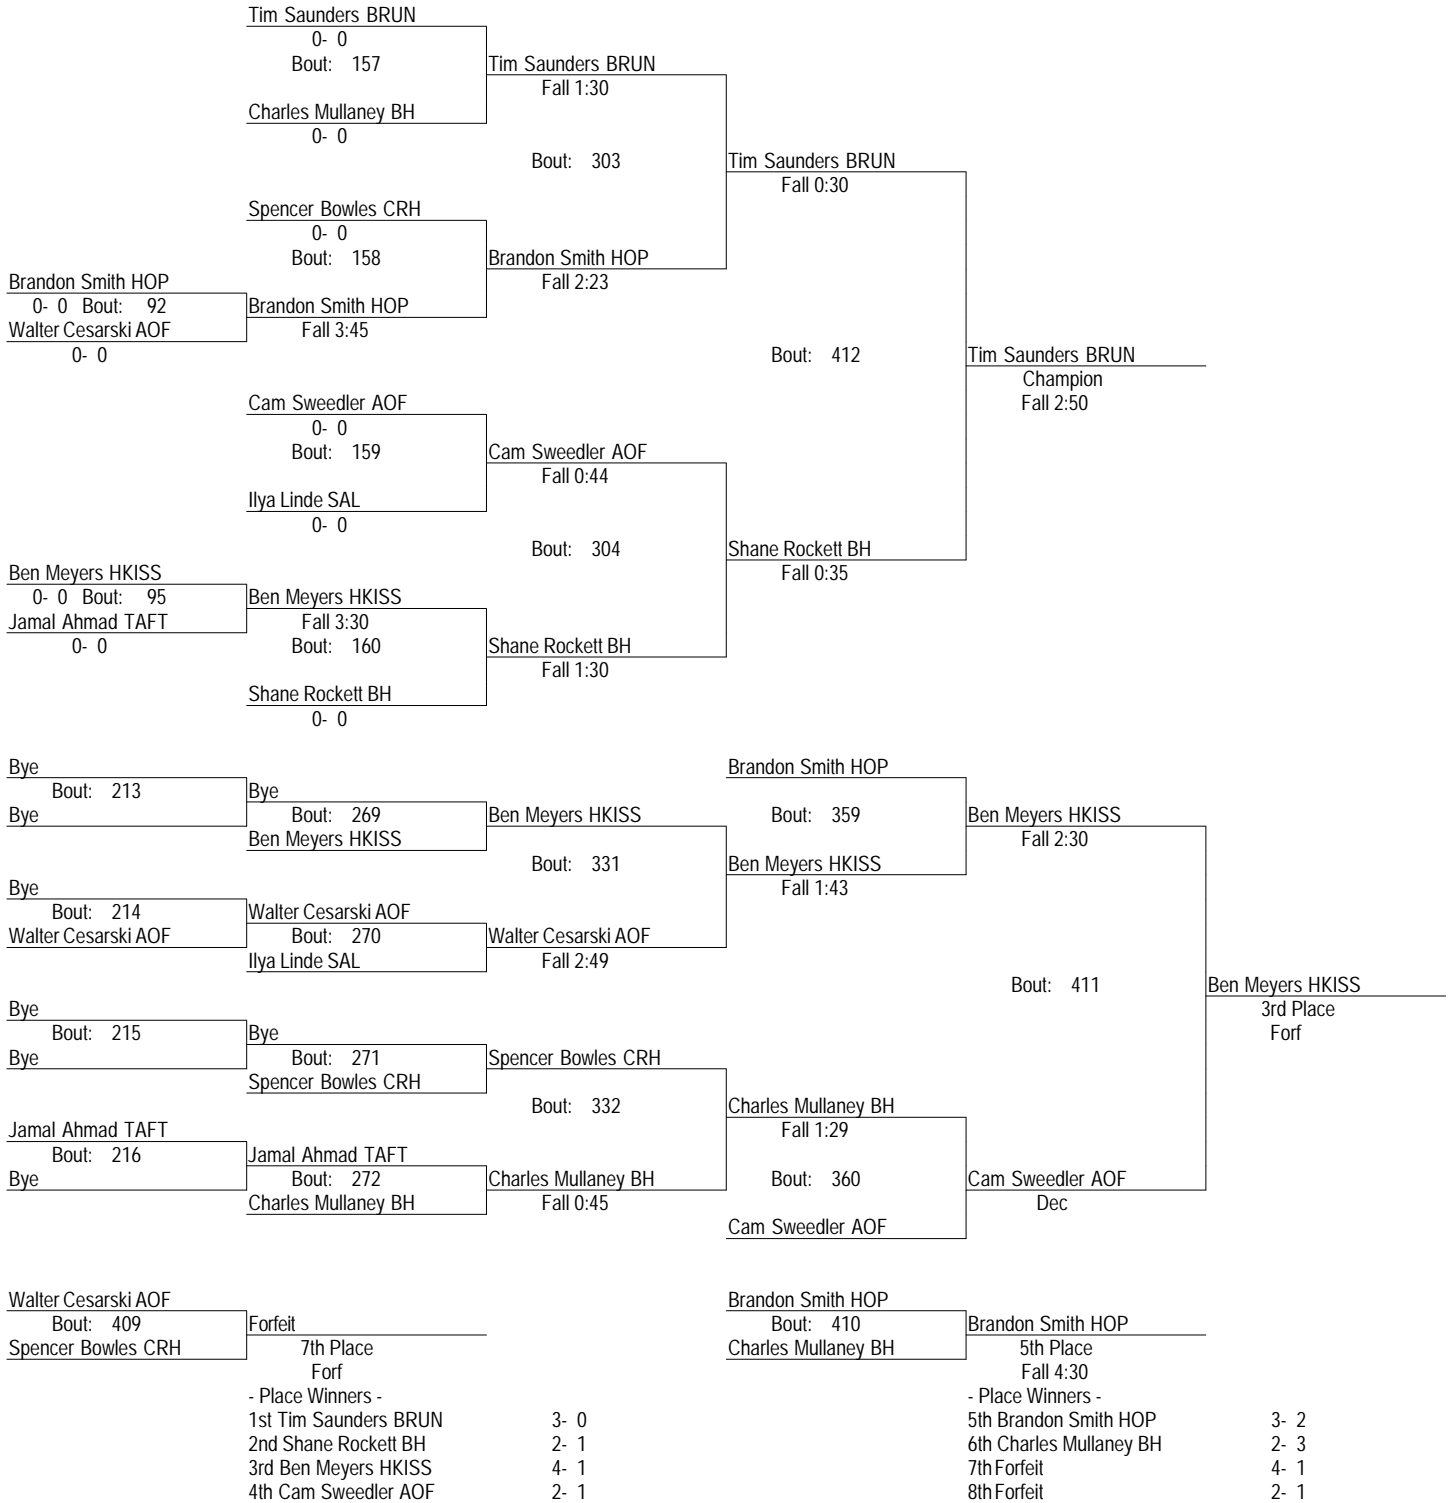 Tim Saunders BRUN
0- 0
Bout: 157
Tim Saunders BRUN
Fall 1:30
Charles Mullaney BH
0- 0
Bout: 303
Tim Saunders BRUN
Fall 0:30
Spencer Bowles CRH
0- 0
Bout: 158
Brandon Smith HOP
Fall 2:23
Brandon Smith HOP
0- 0 Bout: 92
Brandon Smith HOP
Walter Cesarski AOF
Fall 3:45
0- 0
Bout: 412
Tim Saunders BRUN
Champion
Fall 2:50
Cam Sweedler AOF
0- 0
Bout: 159
Cam Sweedler AOF
Fall 0:44
Ilya Linde SAL
0- 0
Bout: 304
Shane Rockett BH
Fall 0:35
Ben Meyers HKISS
0- 0 Bout: 95
Ben Meyers HKISS
Jamal Ahmad TAFT
Fall 3:30
0- 0
Bout: 160
Shane Rockett BH
Fall 1:30
Shane Rockett BH
0- 0
Bye
Brandon Smith HOP
Bout: 213
Bye
Bye
Bout: 269
Ben Meyers HKISS
Bout: 359
Ben Meyers HKISS
Ben Meyers HKISS
Fall 2:30
Bout: 331
Ben Meyers HKISS
Fall 1:43
Bye
Bout: 214
Walter Cesarski AOF
Walter Cesarski AOF
Bout: 270
Walter Cesarski AOF
Ilya Linde SAL
Fall 2:49
Bout: 411
Ben Meyers HKISS
3rd Place
Forf
Bye
Bout: 215
Bye
Bye
Bout: 271
Spencer Bowles CRH
Spencer Bowles CRH
Bout: 332
Charles Mullaney BH
Fall 1:29
Jamal Ahmad TAFT
Bout: 216
Jamal Ahmad TAFT
Bye
Bout: 272
Charles Mullaney BH
Bout: 360
Cam Sweedler AOF
Charles Mullaney BH
Fall 0:45
Dec
Cam Sweedler AOF
Walter Cesarski AOF
Bout: 409
Forfeit
Spencer Bowles CRH
7th Place
Forf
Brandon Smith HOP
Bout: 410
Brandon Smith HOP
Charles Mullaney BH
5th Place
Fall 4:30
- Place Winners -
1st Tim Saunders BRUN 3- 0
2nd Shane Rockett BH 2- 1
3rd Ben Meyers HKISS 4- 1
4th Cam Sweedler AOF 2- 1
- Place Winners -
5th Brandon Smith HOP 3- 2
6th Charles Mullaney BH 2- 3
7th Forfeit 4- 1
8th Forfeit 2- 1